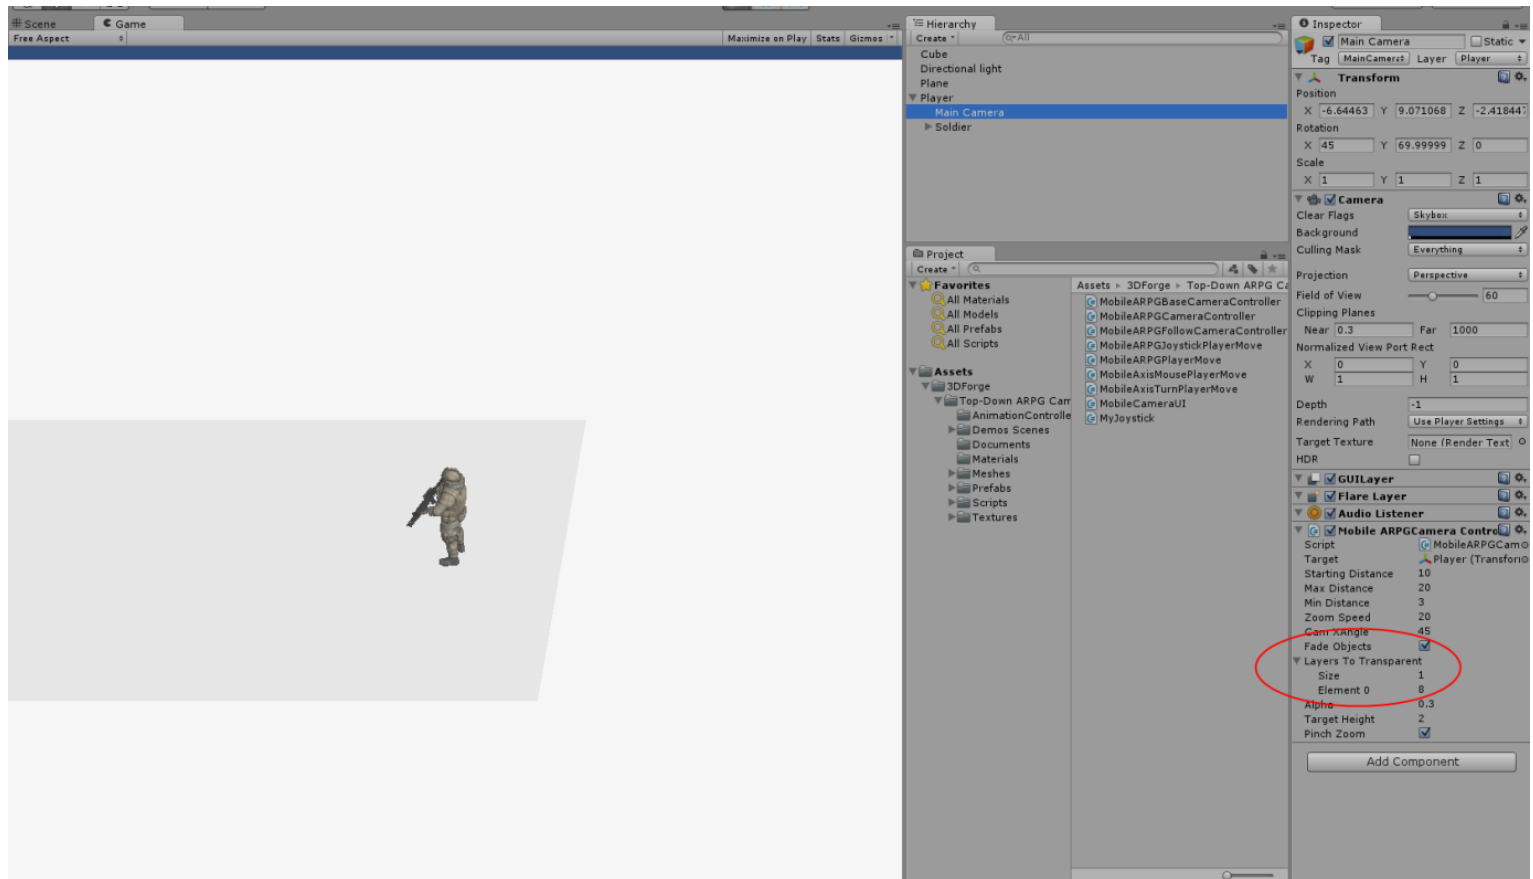 Scene
Game
Free Aspect
Maximize on Play Stats Gizmos
Hierarchy
Create
All
Cube
Directional light
Plane
Player
Main Camera
Soldier
Project
Create
Favorites
All Materials
All Models
All Prefabs
All Scripts
Assets
3DForge
Top-Down ARPG Cam
AnimationControlle
Demos Scenes
Documents
Materials
Meshes
Prefabs
Scripts
Textures
Assets 3DForge Top-Down ARPG Ca
MobileARPGBaseCameraController
MobileARPGCameraController
MobileARPGFollowCameraController
MobileARPGJoystickPlayerMove
MobileARPGPlayerMove
MobileAxisMousePlayerMove
MobileAxisTurnPlayerMove
MobileCameraUI
MyJoystick
Inspector
Main Camera Static
Tag MainCamera Layer Player
Transform
Position
X -6.64463 Y 9.071068 Z -2.418447
Rotation
X 45 Y 69.99999 Z 0
Scale
X 1 Y 1 Z 1
Camera
Clear Flags Skybox
Background
Culling Mask Everything
Projection Perspective
Field of View 60
Clipping Planes
Near 0.3 Far 1000
Normalized View Port Rect
X 0 Y 0
W 1 H 1
Depth -1
Rendering Path Use Player Settings
Target Texture None (Render Text
HDR
GUILayer
Flare Layer
Audio Listener
Mobile ARPGCamera Contro
Script MobileARPGCam
Target Player (Transfor
Starting Distance 10
Max Distance 20
Min Distance 3
Zoom Speed 20
Cam XAngle 45
Fade Objects
Layers To Transparent
Size 1
Element 0 8
Alpha 0.3
Target Height 2
Pinch Zoom
Add Component